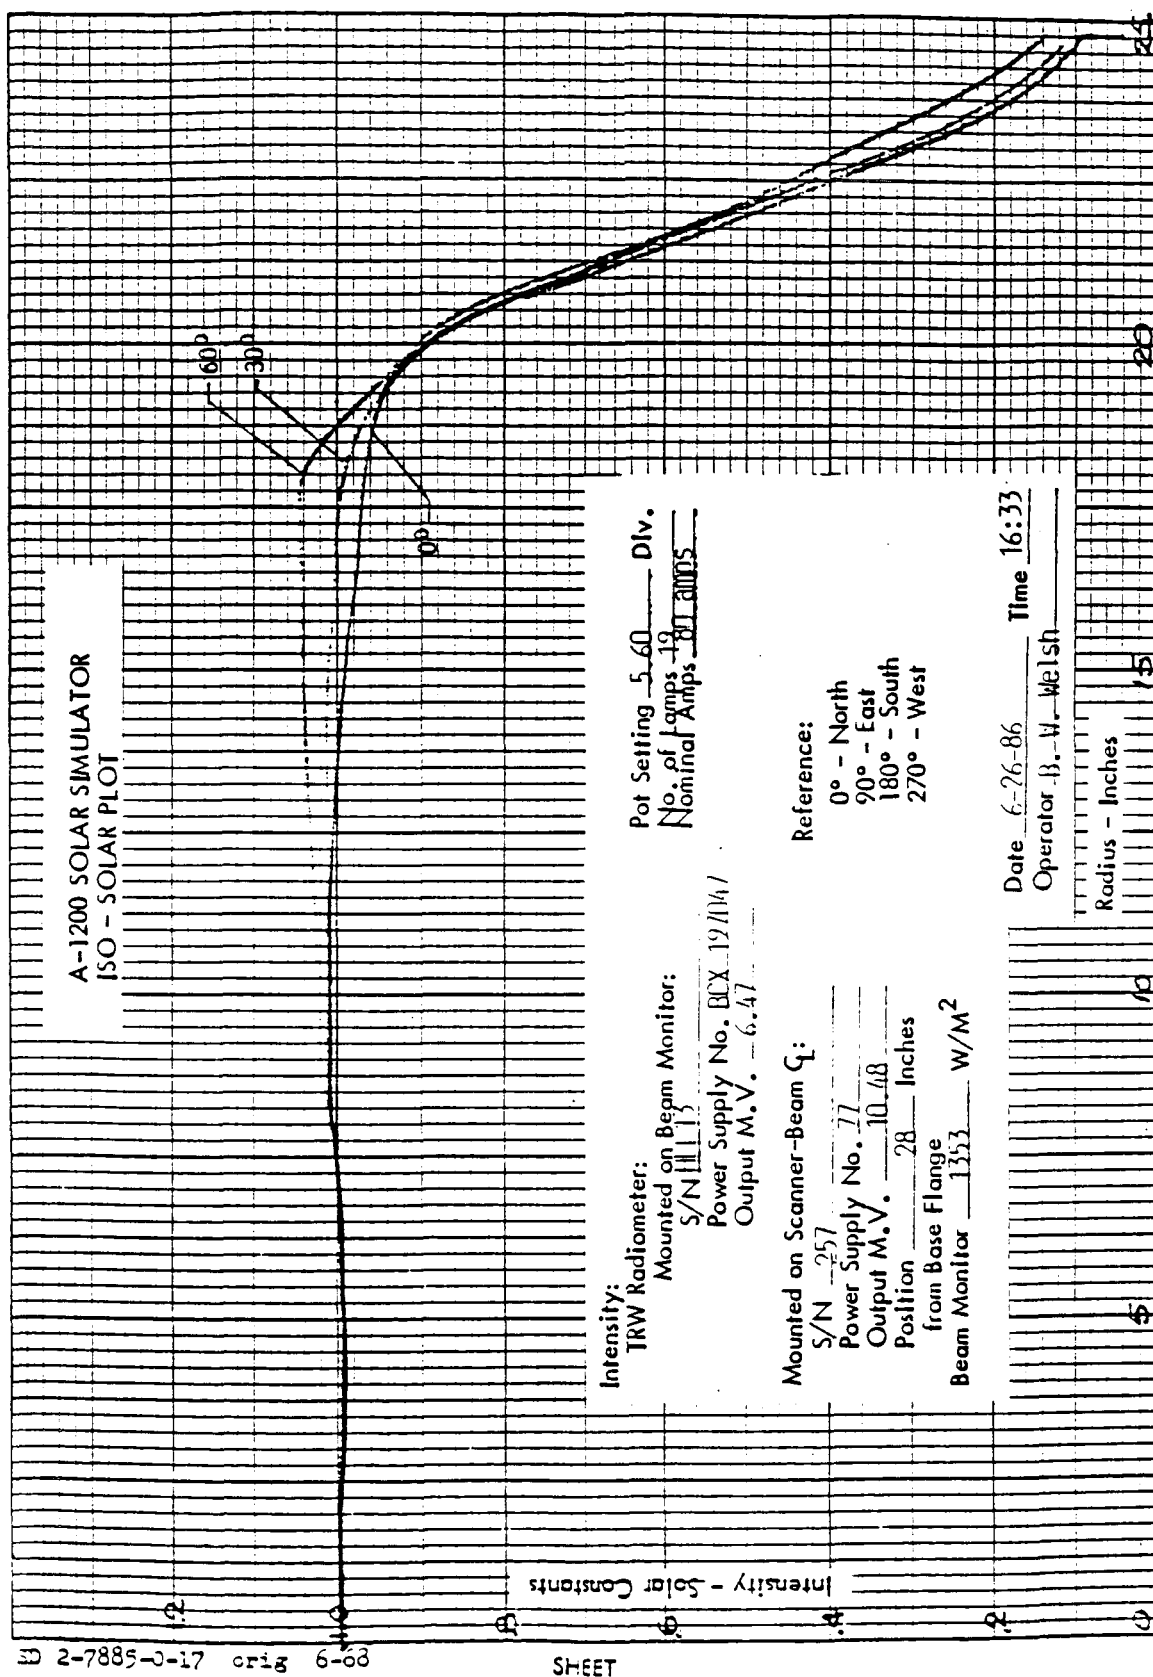 A-1200 SOLAR SIMULATOR
ISO - SOLAR PLOT
60°
30°
0°
Intensity:
TRW Radiometer:
Mounted on Beam Monitor:
S/N
Power Supply No. BCX
Output M.V. 6.47
Mounted on Scanner-Beam CL:
S/N 257
Power Supply No. 77
Output M.V. 10.48
Position 28 Inches
from Base Flange
Beam Monitor 1353 W/M²
Pot Setting 5.60 Div.
No. of Lamps 19
Nominal Amps 80 amps
Reference:
0° - North
90° - East
180° - South
270° - West
Date 6-26-86 Time 16:33
Operator B. W. Welsh
Radius - Inches
0 5 10 15 20 25
Intensity - Solar Constants
.2
.4
.6
.8
1.0
1.2
2-7885-J-17 orig 6-68
SHEET